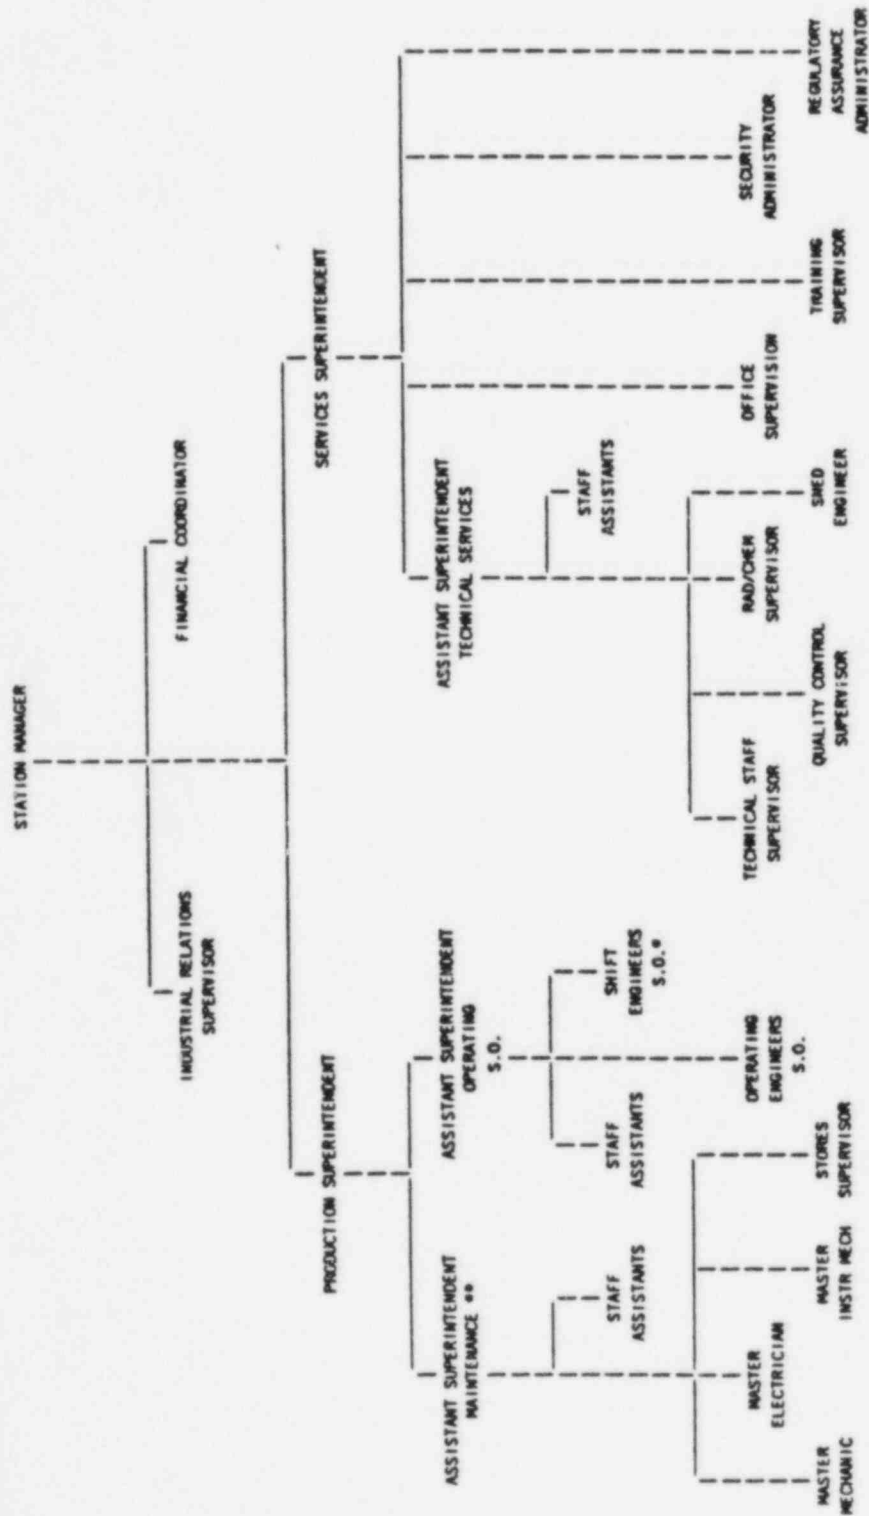 STATION MANAGER
INDUSTRIAL RELATIONS
SUPERVISOR
FINANCIAL COORDINATOR
PRODUCTION SUPERINTENDENT
SERVICES SUPERINTENDENT
ASSISTANT SUPERINTENDENT
MAINTENANCE **
ASSISTANT SUPERINTENDENT
OPERATING
S.O.
ASSISTANT SUPERINTENDENT
TECHNICAL SERVICES
STAFF
ASSISTANTS
STAFF
ASSISTANTS
SHIFT
ENGINEERS
S.O.*
STAFF
ASSISTANTS
MASTER
MECHANIC
MASTER
ELECTRICIAN
MASTER
INSTR MECH
STORES
SUPERVISOR
OPERATING
ENGINEERS
S.O.
TECHNICAL STAFF
SUPERVISOR
QUALITY CONTROL
SUPERVISOR
RAD/CHEM
SUPERVISOR
SNED
ENGINEER
OFFICE
SUPERVISION
TRAINING
SUPERVISOR
SECURITY
ADMINISTRATOR
REGULATORY
ASSURANCE
ADMINISTRATOR